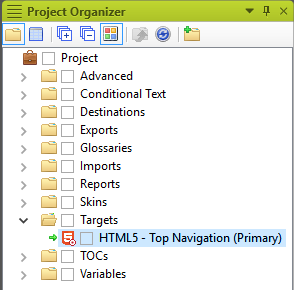 Project Organizer
Project
Advanced
Conditional Text
Destinations
Exports
Glossaries
Imports
Reports
Skins
Targets
HTML5 - Top Navigation (Primary)
TOCs
Variables